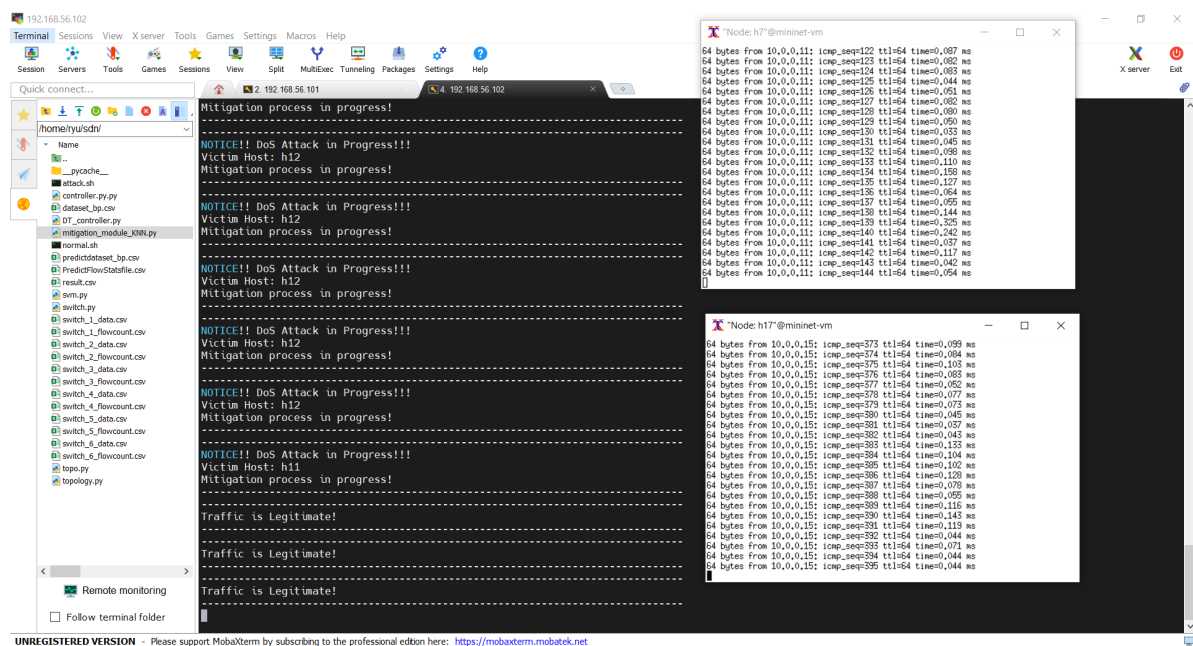 192.168.56.102
Terminal Sessions View X server Tools Games Settings Macros Help
Session Servers Tools Games Sessions View Split MultiExec Tunneling Packages Settings Help
X server Exit
Quick connect...
2. 192.168.56.101
4. 192.168.56.102
/home/ryu/sdn/
Name
..
__pycache__
attack.sh
controller.py.py
dataset_bp.csv
DT_controller.py
mitigation_module_KNN.py
normal.sh
predictdataset_bp.csv
PredictFlowStatsfile.csv
result.csv
svm.py
switch.py
switch_1_data.csv
switch_1_flowcount.csv
switch_2_data.csv
switch_2_flowcount.csv
switch_3_data.csv
switch_3_flowcount.csv
switch_4_data.csv
switch_4_flowcount.csv
switch_5_data.csv
switch_5_flowcount.csv
switch_6_data.csv
switch_6_flowcount.csv
topo.py
topology.py
Remote monitoring
Follow terminal folder
Mitigation process in progress!
NOTICE!! DoS Attack in Progress!!!
Victim Host: h12
Mitigation process in progress!
NOTICE!! DoS Attack in Progress!!!
Victim Host: h12
Mitigation process in progress!
NOTICE!! DoS Attack in Progress!!!
Victim Host: h12
Mitigation process in progress!
NOTICE!! DoS Attack in Progress!!!
Victim Host: h12
Mitigation process in progress!
NOTICE!! DoS Attack in Progress!!!
Victim Host: h12
Mitigation process in progress!
NOTICE!! DoS Attack in Progress!!!
Victim Host: h11
Mitigation process in progress!
Traffic is Legitimate!
Traffic is Legitimate!
Traffic is Legitimate!
"Node: h7"@mininet-vm
64 bytes from 10.0.0.11: icmp_seq=122 ttl=64 time=0.087 ms
64 bytes from 10.0.0.11: icmp_seq=123 ttl=64 time=0.082 ms
64 bytes from 10.0.0.11: icmp_seq=124 ttl=64 time=0.083 ms
64 bytes from 10.0.0.11: icmp_seq=125 ttl=64 time=0.044 ms
64 bytes from 10.0.0.11: icmp_seq=126 ttl=64 time=0.051 ms
64 bytes from 10.0.0.11: icmp_seq=127 ttl=64 time=0.082 ms
64 bytes from 10.0.0.11: icmp_seq=128 ttl=64 time=0.080 ms
64 bytes from 10.0.0.11: icmp_seq=129 ttl=64 time=0.050 ms
64 bytes from 10.0.0.11: icmp_seq=130 ttl=64 time=0.033 ms
64 bytes from 10.0.0.11: icmp_seq=131 ttl=64 time=0.045 ms
64 bytes from 10.0.0.11: icmp_seq=132 ttl=64 time=0.098 ms
64 bytes from 10.0.0.11: icmp_seq=133 ttl=64 time=0.110 ms
64 bytes from 10.0.0.11: icmp_seq=134 ttl=64 time=0.158 ms
64 bytes from 10.0.0.11: icmp_seq=135 ttl=64 time=0.127 ms
64 bytes from 10.0.0.11: icmp_seq=136 ttl=64 time=0.064 ms
64 bytes from 10.0.0.11: icmp_seq=137 ttl=64 time=0.055 ms
64 bytes from 10.0.0.11: icmp_seq=138 ttl=64 time=0.144 ms
64 bytes from 10.0.0.11: icmp_seq=139 ttl=64 time=0.325 ms
64 bytes from 10.0.0.11: icmp_seq=140 ttl=64 time=0.242 ms
64 bytes from 10.0.0.11: icmp_seq=141 ttl=64 time=0.037 ms
64 bytes from 10.0.0.11: icmp_seq=142 ttl=64 time=0.117 ms
64 bytes from 10.0.0.11: icmp_seq=143 ttl=64 time=0.042 ms
64 bytes from 10.0.0.11: icmp_seq=144 ttl=64 time=0.054 ms
"Node: h17"@mininet-vm
64 bytes from 10.0.0.15: icmp_seq=373 ttl=64 time=0.099 ms
64 bytes from 10.0.0.15: icmp_seq=374 ttl=64 time=0.084 ms
64 bytes from 10.0.0.15: icmp_seq=375 ttl=64 time=0.103 ms
64 bytes from 10.0.0.15: icmp_seq=376 ttl=64 time=0.083 ms
64 bytes from 10.0.0.15: icmp_seq=377 ttl=64 time=0.052 ms
64 bytes from 10.0.0.15: icmp_seq=378 ttl=64 time=0.077 ms
64 bytes from 10.0.0.15: icmp_seq=379 ttl=64 time=0.073 ms
64 bytes from 10.0.0.15: icmp_seq=380 ttl=64 time=0.045 ms
64 bytes from 10.0.0.15: icmp_seq=381 ttl=64 time=0.037 ms
64 bytes from 10.0.0.15: icmp_seq=382 ttl=64 time=0.043 ms
64 bytes from 10.0.0.15: icmp_seq=383 ttl=64 time=0.133 ms
64 bytes from 10.0.0.15: icmp_seq=384 ttl=64 time=0.104 ms
64 bytes from 10.0.0.15: icmp_seq=385 ttl=64 time=0.102 ms
64 bytes from 10.0.0.15: icmp_seq=386 ttl=64 time=0.128 ms
64 bytes from 10.0.0.15: icmp_seq=387 ttl=64 time=0.078 ms
64 bytes from 10.0.0.15: icmp_seq=388 ttl=64 time=0.055 ms
64 bytes from 10.0.0.15: icmp_seq=389 ttl=64 time=0.116 ms
64 bytes from 10.0.0.15: icmp_seq=390 ttl=64 time=0.143 ms
64 bytes from 10.0.0.15: icmp_seq=391 ttl=64 time=0.119 ms
64 bytes from 10.0.0.15: icmp_seq=392 ttl=64 time=0.044 ms
64 bytes from 10.0.0.15: icmp_seq=393 ttl=64 time=0.071 ms
64 bytes from 10.0.0.15: icmp_seq=394 ttl=64 time=0.044 ms
64 bytes from 10.0.0.15: icmp_seq=395 ttl=64 time=0.044 ms
UNREGISTERED VERSION - Please support MobaXterm by subscribing to the professional edition here: https://mobaxterm.mobatek.net